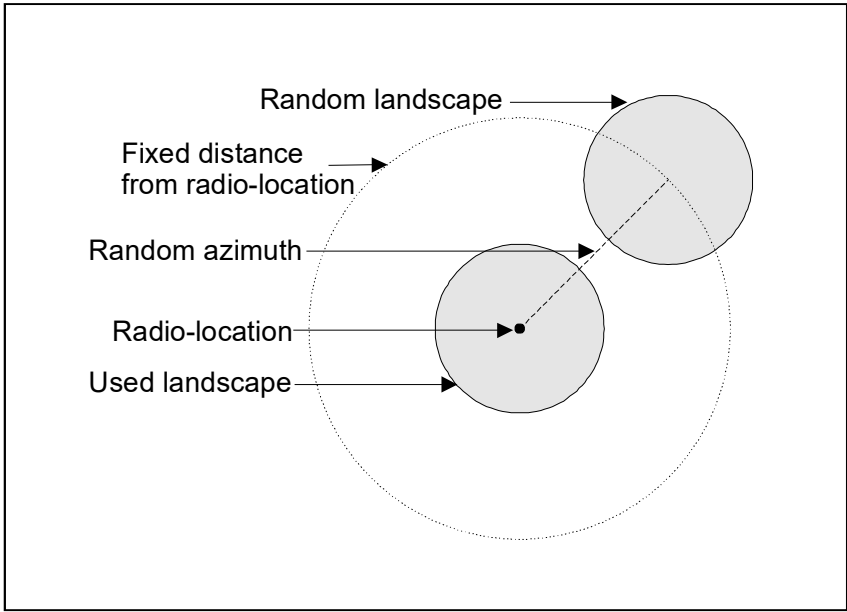 Random landscape
Fixed distance
from radio-location
Random azimuth
Radio-location
Used landscape